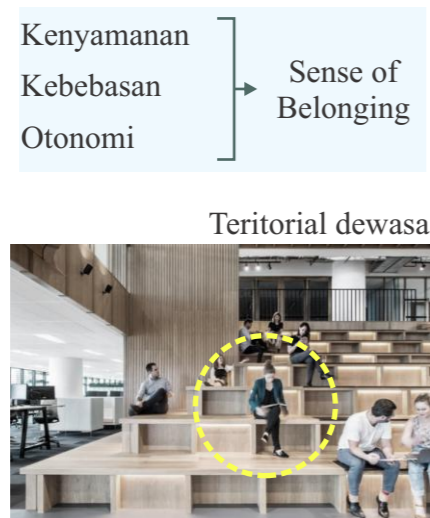 Kenyamanan
Kebebasan
Otonomi
Sense of
Belonging
Teritorial dewasa